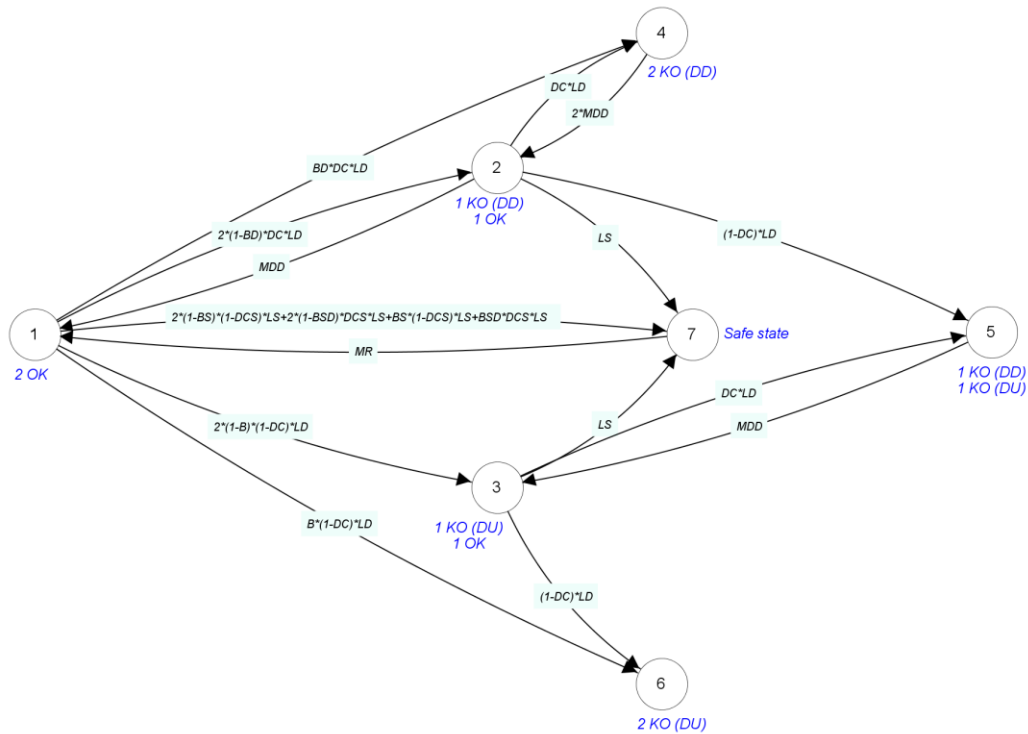 4
2 KO (DD)
DC*LD
2*MDD
BD*DC*LD
2
1 KO (DD)
1 OK
2*(1-BD)*DC*LD
LS
(1-DC)*LD
MDD
2*(1-BS)*(1-DCS)*LS+2*(1-BSD)*DCS*LS+BS*(1-DCS)*LS+BSD*DCS*LS
1
2 OK
7
Safe state
5
1 KO (DD)
1 KO (DU)
MR
DC*LD
2*(1-B)*(1-DC)*LD
LS
MDD
3
1 KO (DU)
1 OK
B*(1-DC)*LD
(1-DC)*LD
6
2 KO (DU)